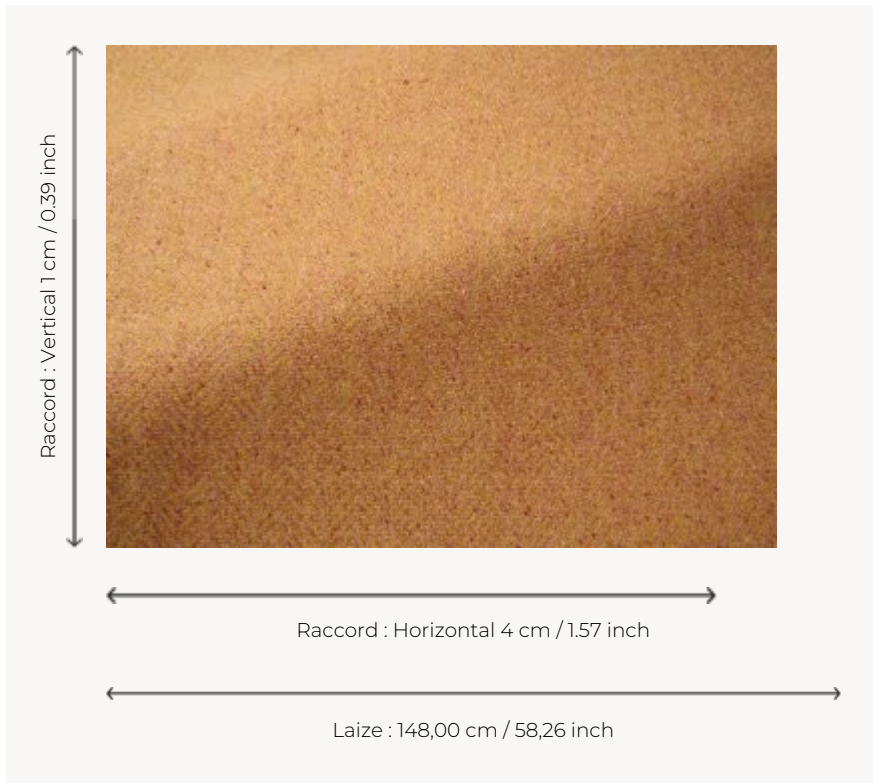 Raccord : Vertical 1 cm / 0.39 inch
Raccord : Horizontal 4 cm / 1.57 inch
Laize : 148,00 cm / 58,26 inch